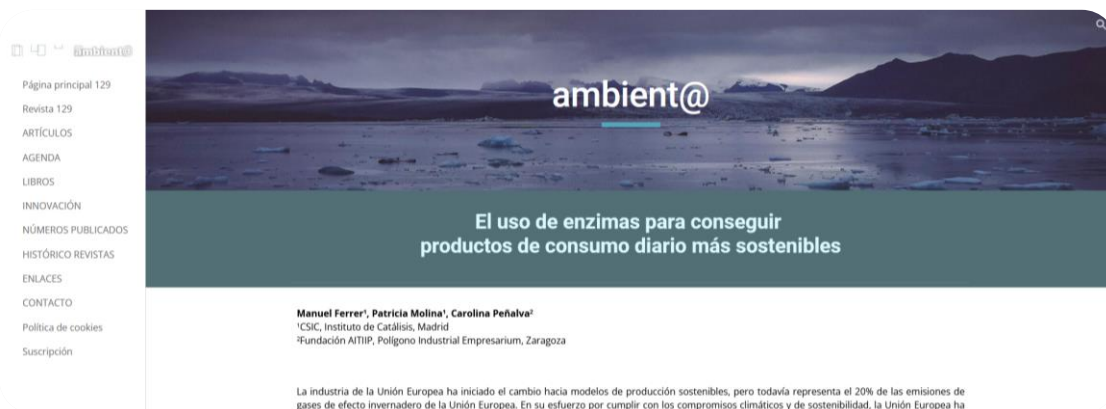 ambient@
Página principal 129
Revista 129
ARTÍCULOS
AGENDA
LIBROS
INNOVACIÓN
NÚMEROS PUBLICADOS
HISTÓRICO REVISTAS
ENLACES
CONTACTO
Política de cookies
Suscripción
ambient@
El uso de enzimas para conseguir
productos de consumo diario más sostenibles
Manuel Ferrer¹, Patricia Molina¹, Carolina Peñalva²
¹CSIC, Instituto de Catálisis, Madrid
²Fundación AITIIP, Polígono Industrial Empresarium, Zaragoza
La industria de la Unión Europea ha iniciado el cambio hacia modelos de producción sostenibles, pero todavía representa el 20% de las emisiones de
gases de efecto invernadero de la Unión Europea. En su esfuerzo por cumplir con los compromisos climáticos y de sostenibilidad, la Unión Europea ha